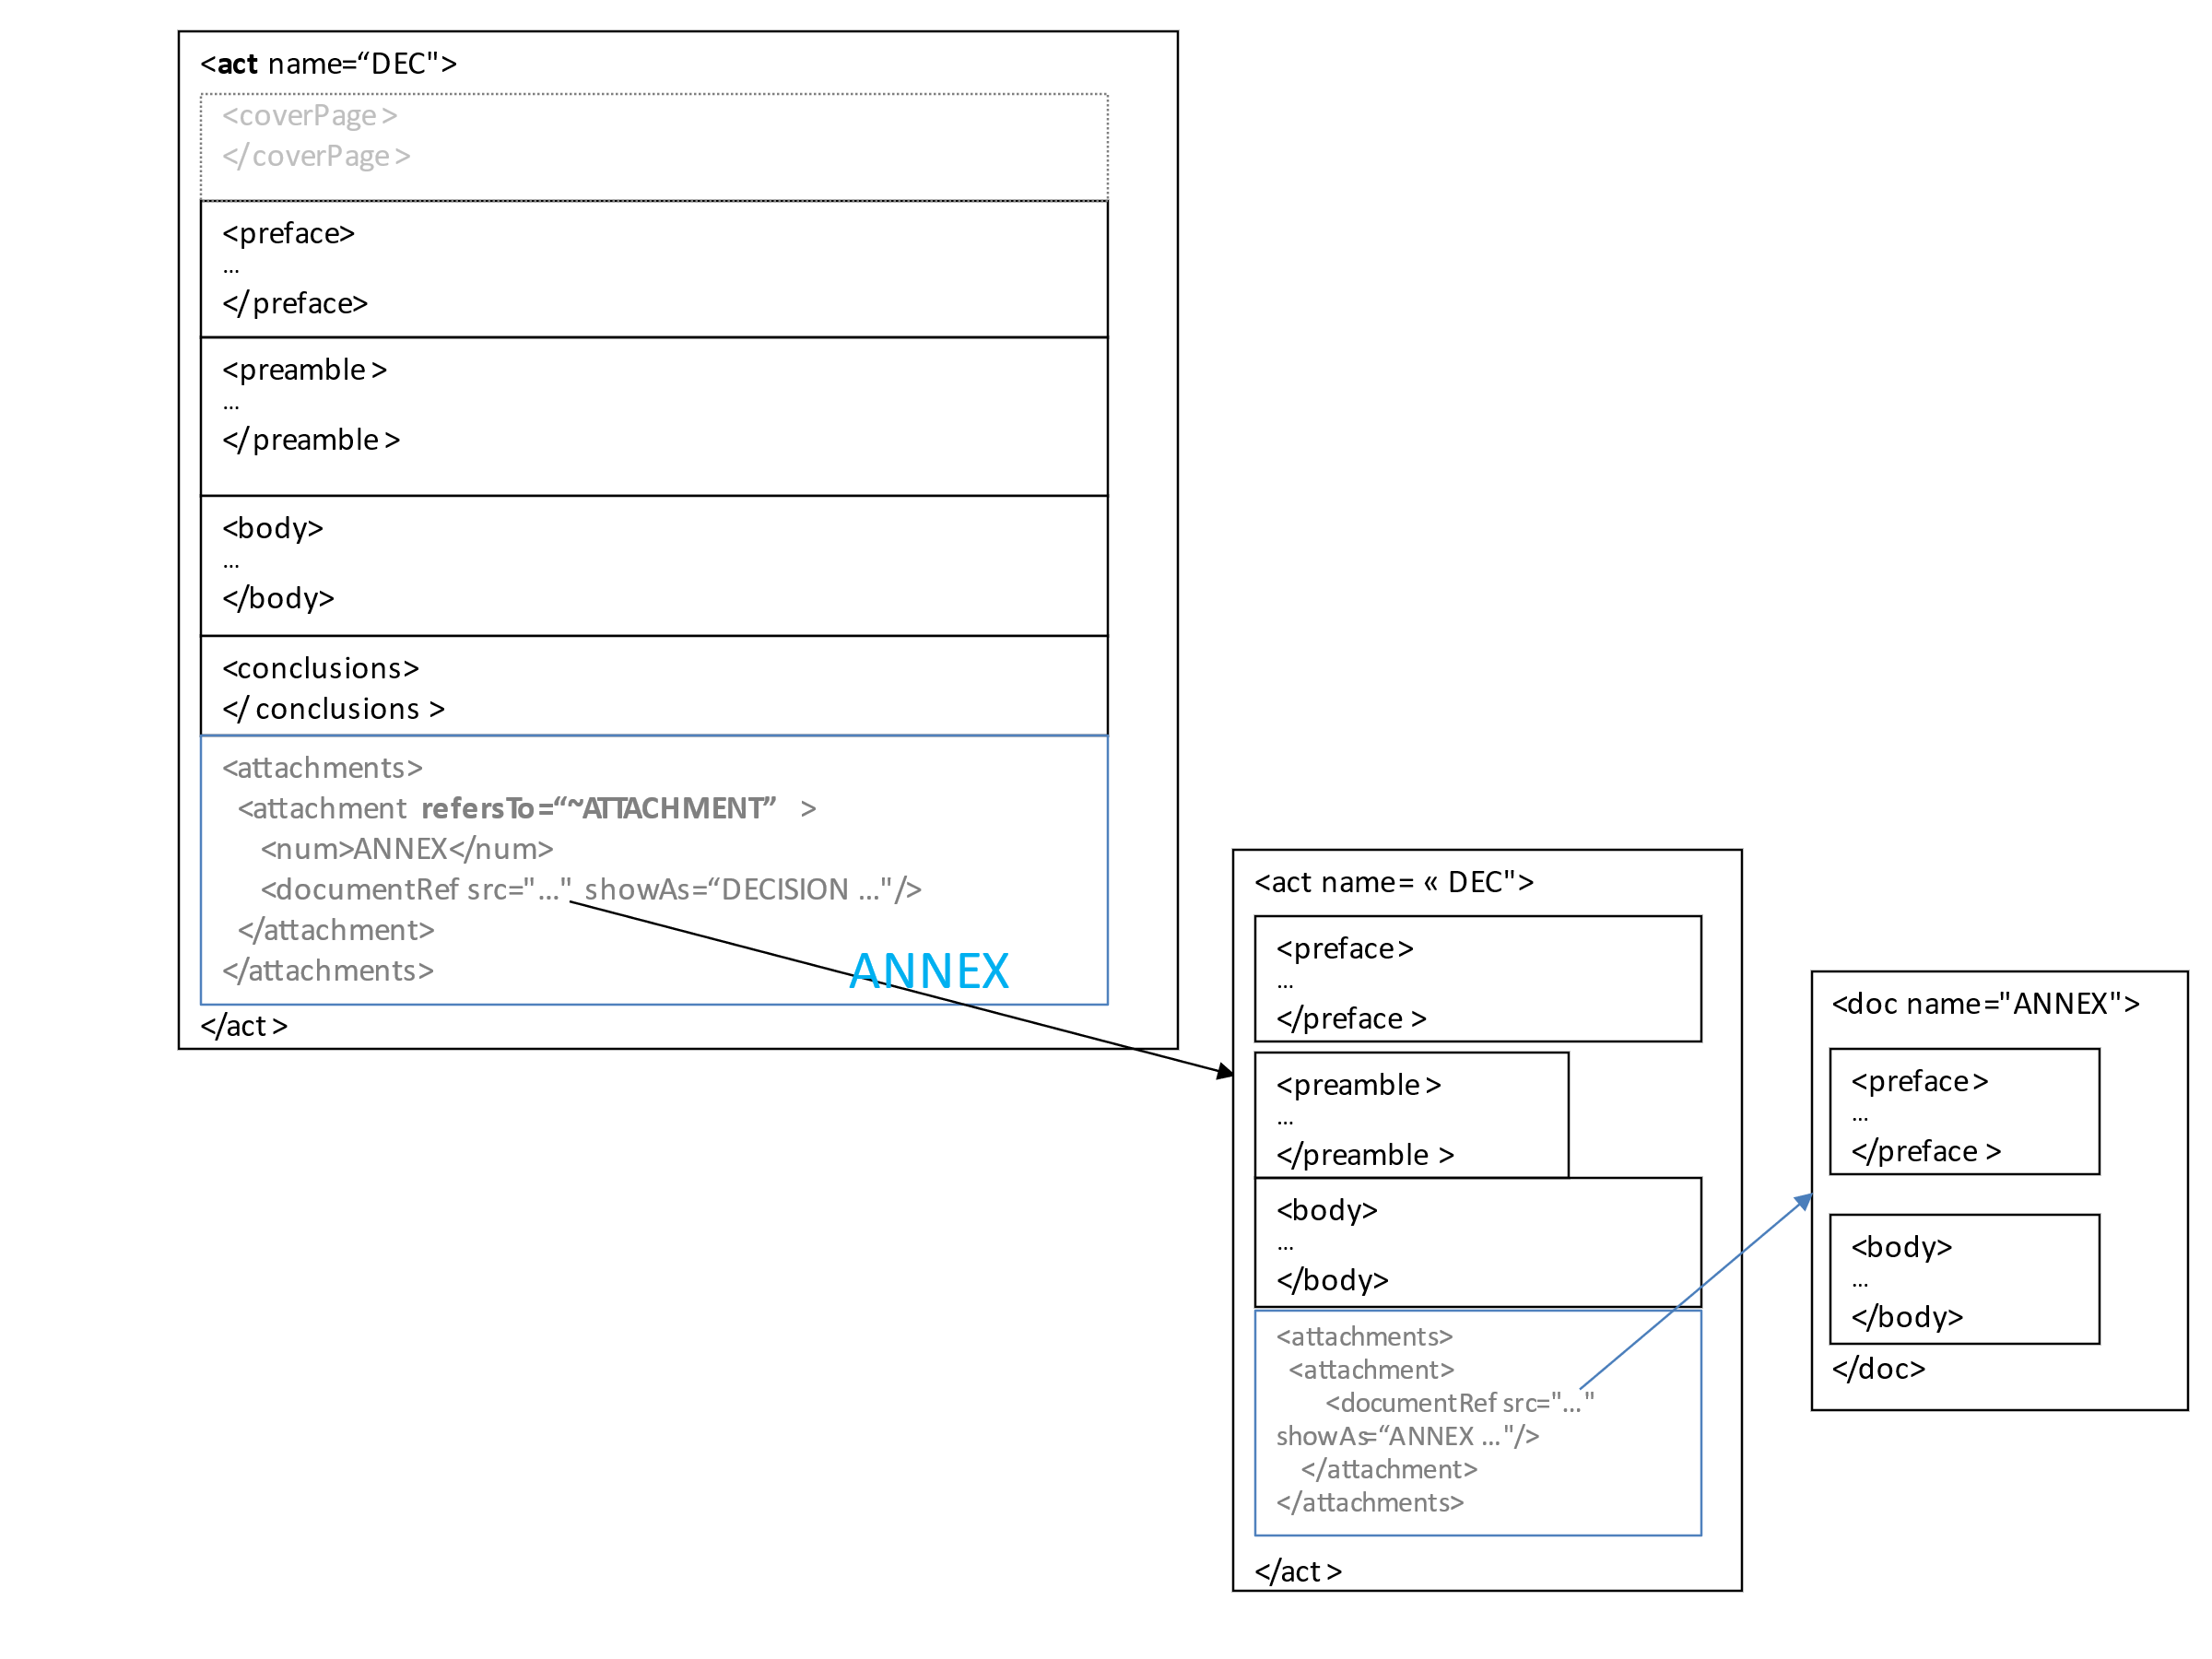 <act name=“DEC">
<coverPage>
</coverPage>
<preface>
...
</preface>
<preamble>
...
</preamble>
<body>
...
</body>
<conclusions>
</ conclusions >
<attachments>
<attachment refersTo=“~ATTACHMENT” >
<num>ANNEX</num>
<documentRef src="..." showAs=“DECISION ..."/>
</attachment>
</attachments>
ANNEX
</act>
<act name= « DEC">
<preface>
...
</preface >
<preamble>
...
</preamble >
<body>
...
</body>
<attachments>
<attachment>
<documentRef src="..."
showAs=“ANNEX ..."/>
</attachment>
</attachments>
</act>
<doc name="ANNEX">
<preface>
...
</preface >
<body>
...
</body>
</doc>